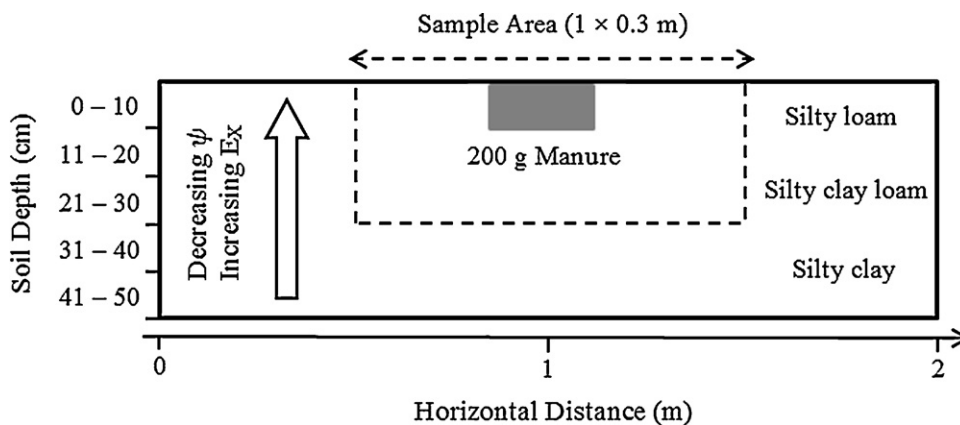 Sample Area (1 × 0.3 m)
Soil Depth (cm)
0 – 10
11 – 20
21 – 30
31 – 40
41 – 50
Decreasing ψ
Increasing Eₓ
200 g Manure
Silty loam
Silty clay loam
Silty clay
0
1
2
Horizontal Distance (m)